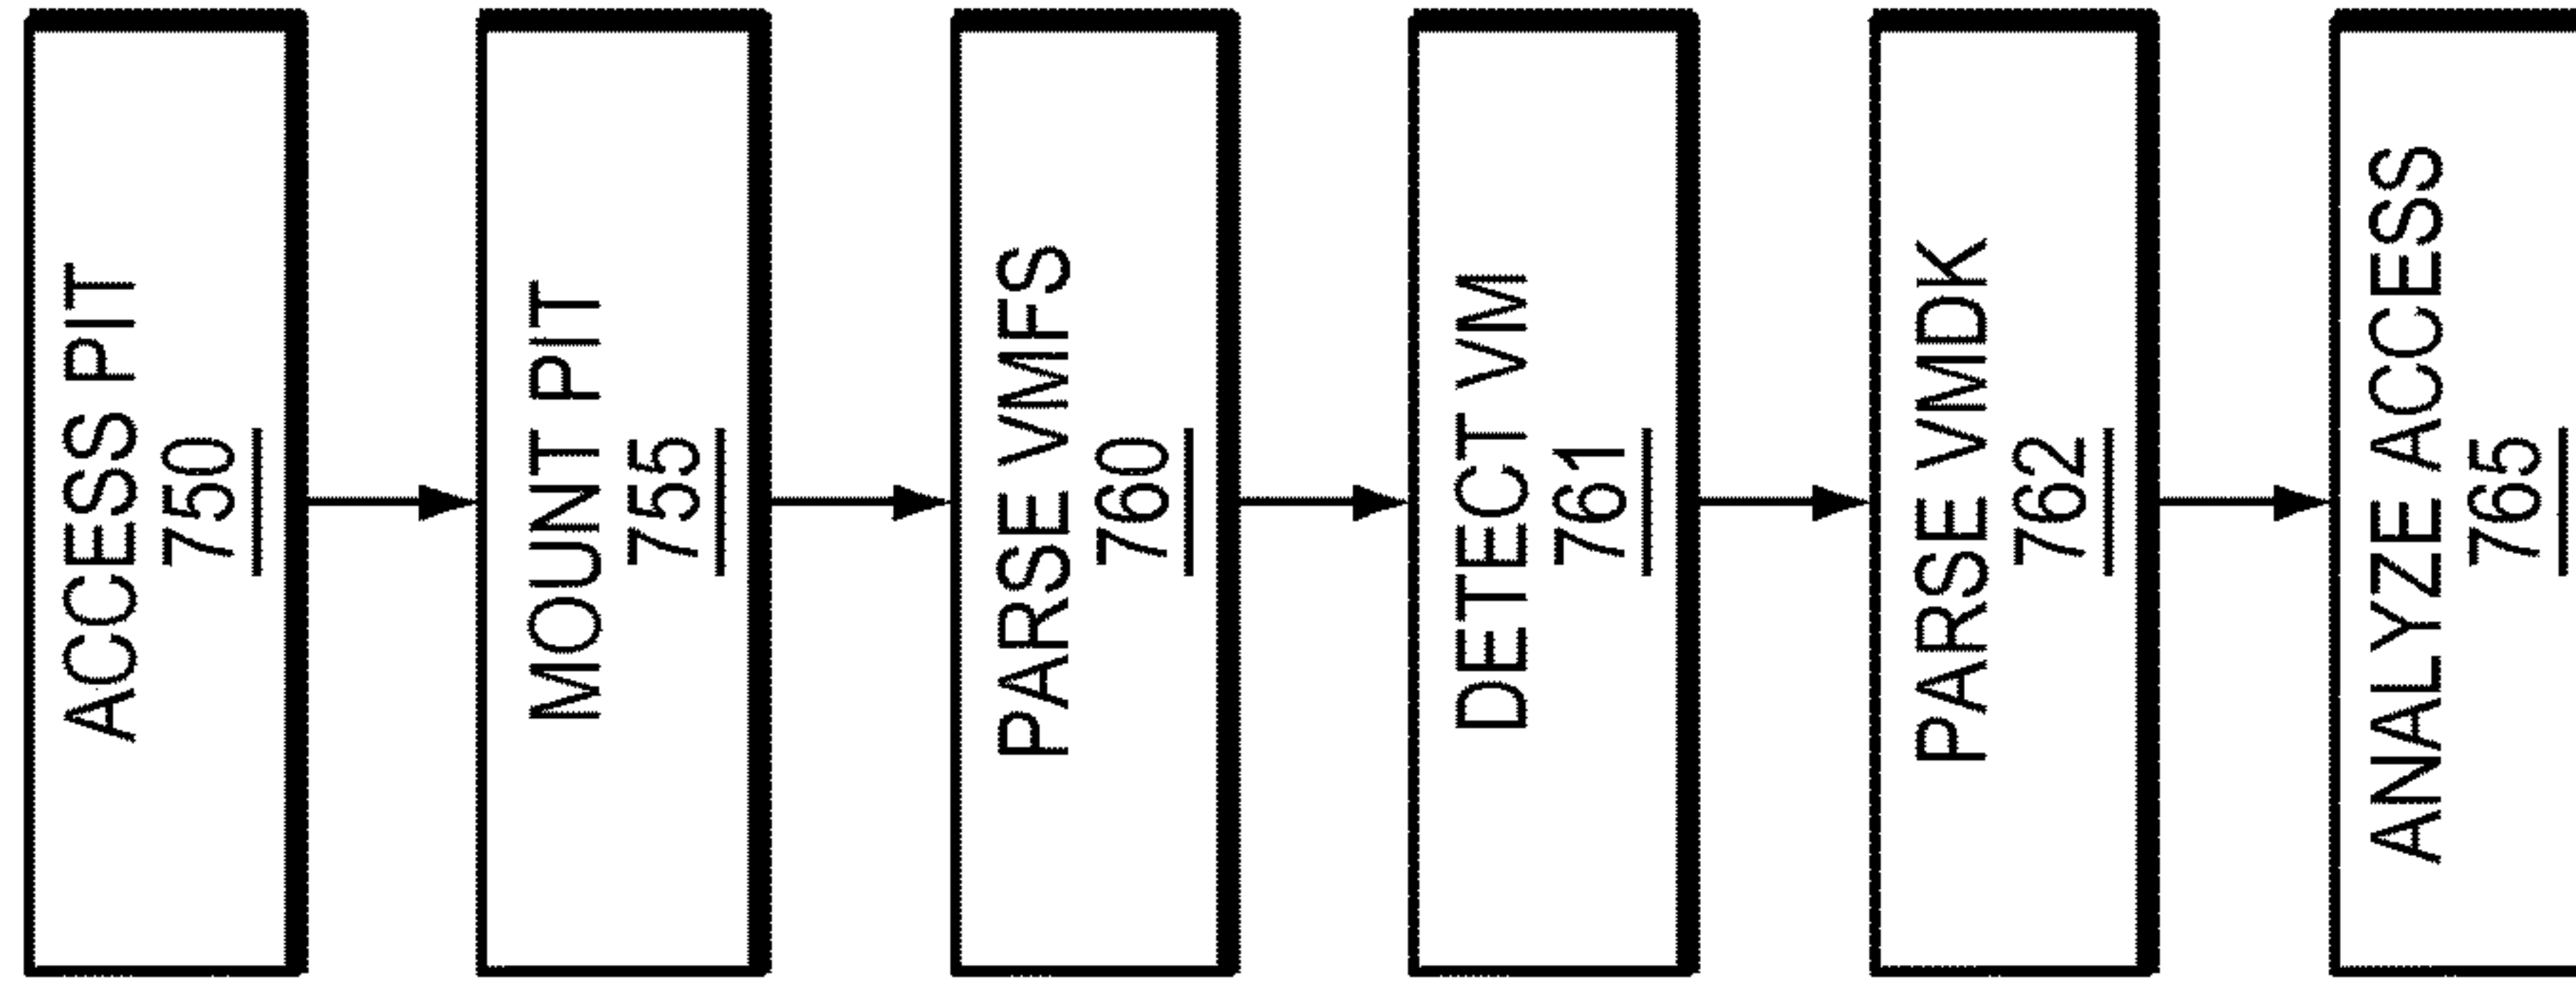 ACCESS PIT
750
MOUNT PIT
755
PARSE VMFS
760
DETECT VM
761
PARSE VMDK
762
ANALYZE ACCESS
765